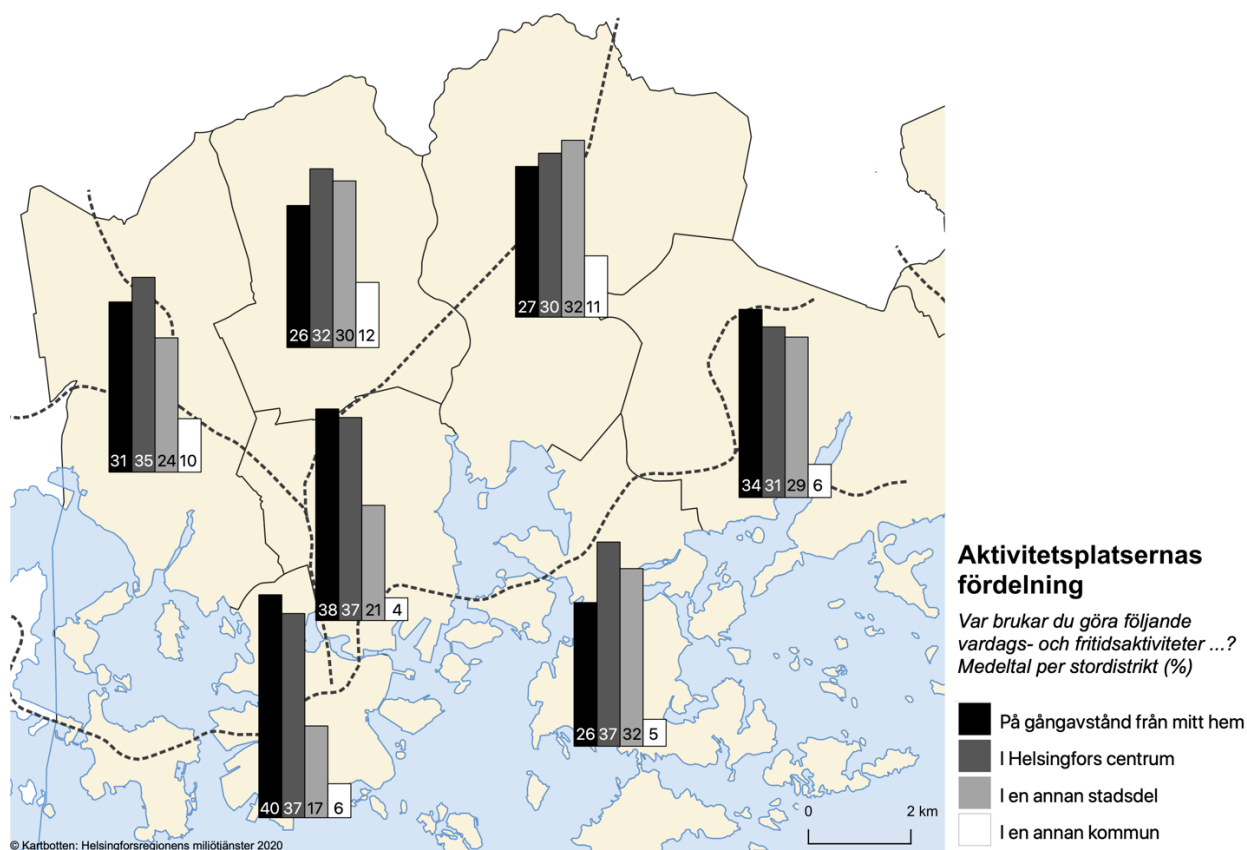 27 30 32 11
26 32 30 12
31 35 24 10
34 31 29 6
38 37 21 4
26 37 32 5
40 37 17 6
Aktivitetsplatsernas
fördelning
Var brukar du göra följande
vardags- och fritidsaktiviteter ...?
Medeltal per stordistrikt (%)
På gångavstånd från mitt hem
I Helsingfors centrum
I en annan stadsdel
I en annan kommun
0 2 km
© Kartbotten: Helsingforsregionens miljötjänster 2020